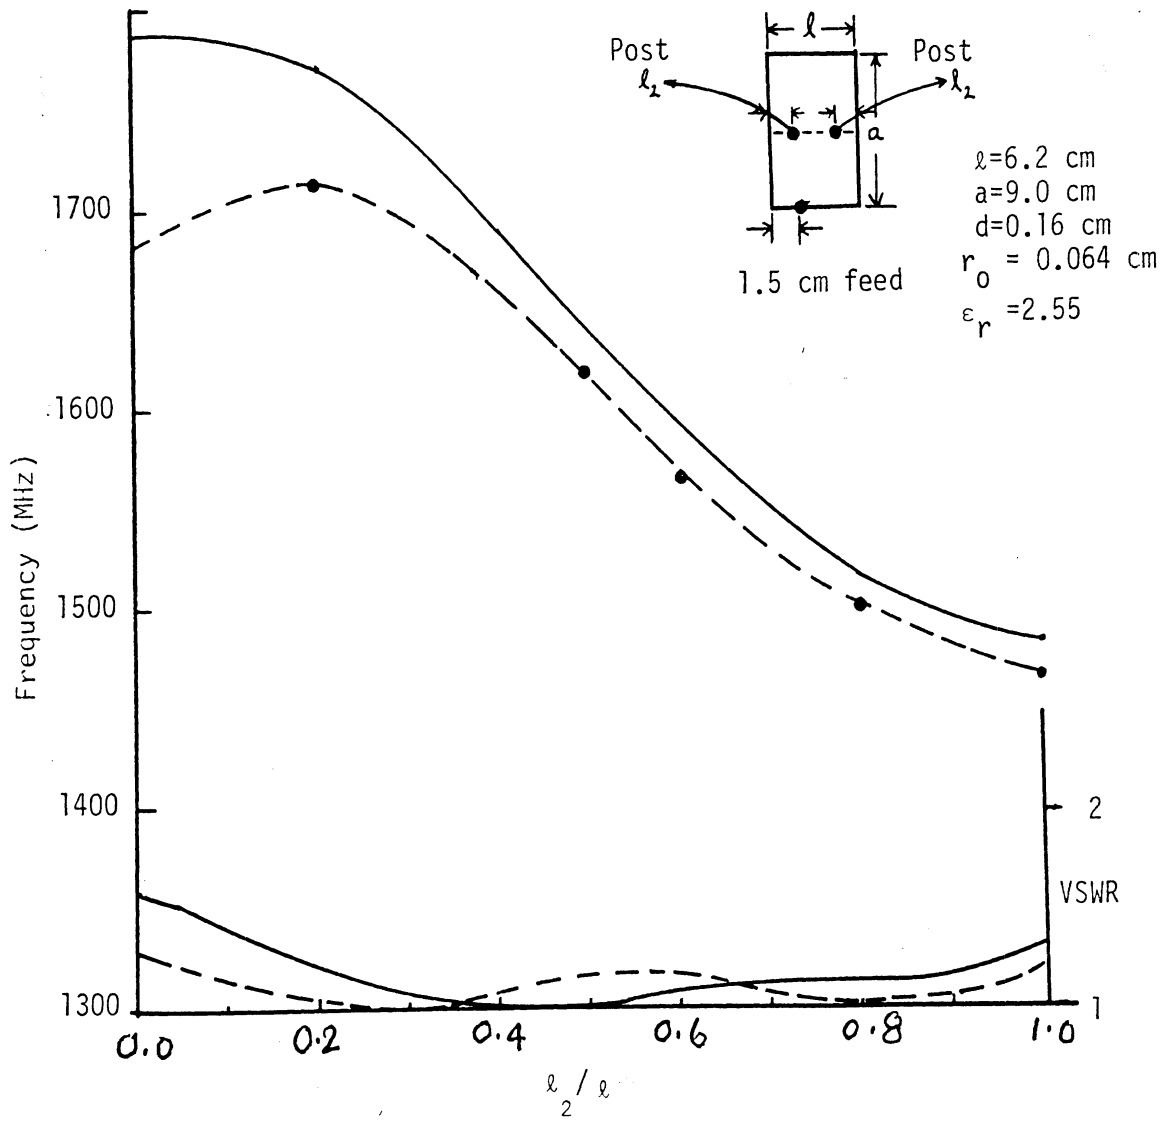 l
Post
l₂
Post
l₂
a
ℓ=6.2 cm
a=9.0 cm
d=0.16 cm
r₀ = 0.064 cm
εᵣ =2.55
1.5 cm feed
1700
1600
1500
1400
1300
Frequency (MHz)
2
VSWR
1
0.0 0.2 0.4 0.6 0.8 1.0
ℓ₂/ℓ